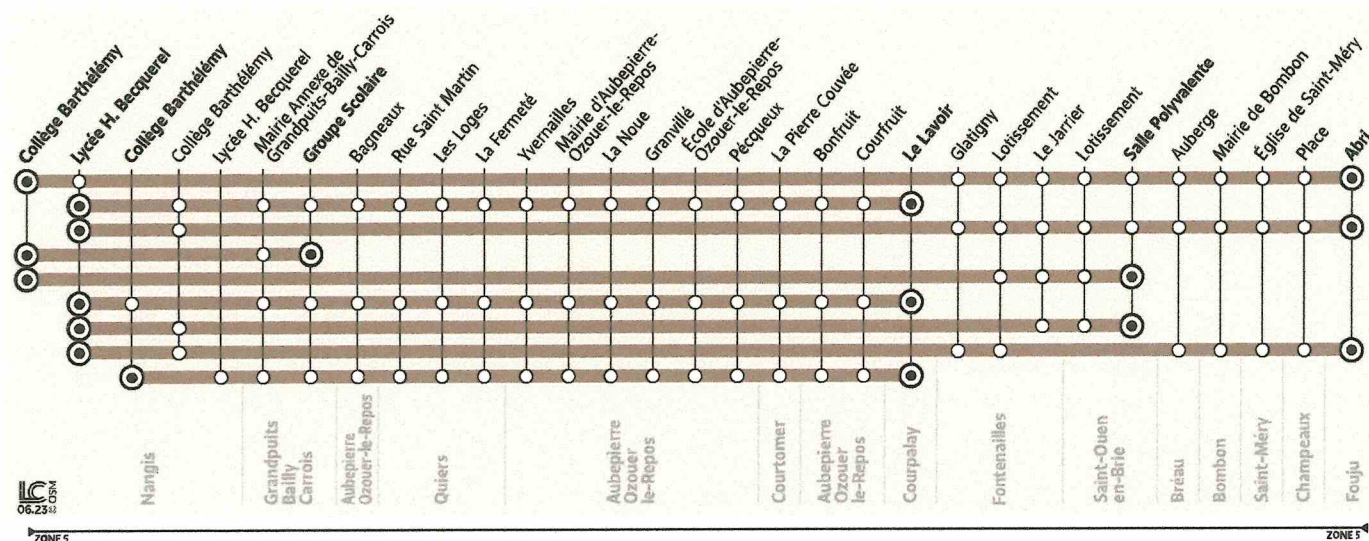 Collège Barthélémy
Lycée H. Becquerel
Collège Barthélémy
Collège Barthélémy
Lycée H. Becquerel
Mairie Annexe de
Grandpuits-Bailly-Carrois
Groupe Scolaire
Bagneaux
Rue Saint Martin
Les Loges
La Fermeté
Yvernailles
Mairie d'Aubepierre-
Ozouer-le-Repos
La Noue
Granville
École d'Aubepierre-
Ozouer-le-Repos
Pécqueux
La Pierre Couvée
Bonfruit
Courfruit
Le Lavoir
Glatigny
Lotissement
Le Jarrier
Lotissement
Salle Polyvalente
Auberge
Mairie de Bombon
Église de Saint-Méry
Place
Abri
Nangis
Grandpuits
Bailly
Carrois
Aubepierre
Ozouer-le-Repos
Quiers
Aubepierre
Ozouer
le-Repos
Courtomer
Aubepierre
Ozouer
le-Repos
Courpalay
Fontenailles
Saint-Ouen
en-Brie
Bréau
Bombon
Saint-Méry
Champeaux
Fouju
LC
06.23
ZONE 5
ZONE 5